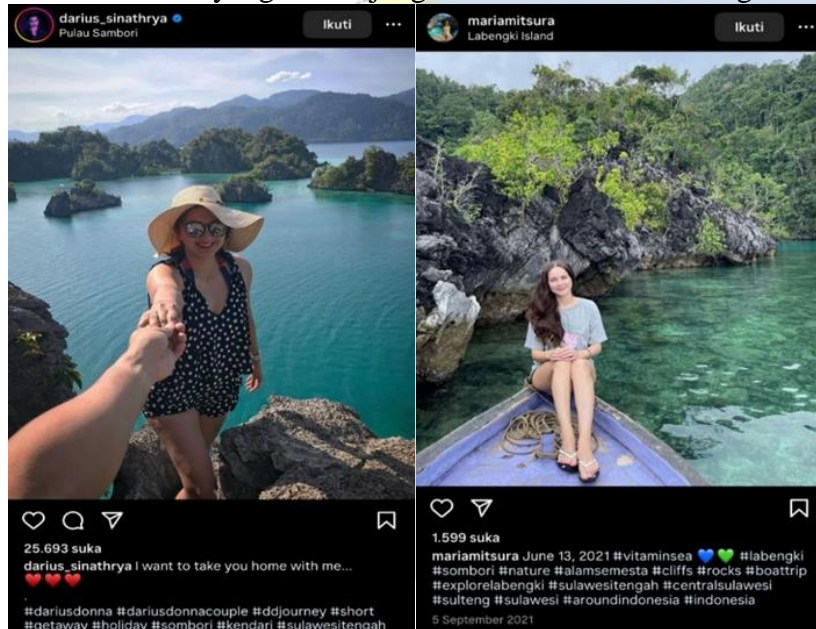 darius_sinathrya
Pulau Sambori
Ikuti
25.693 suka
darius_sinathrya I want to take you home with me...
.
#dariusdonna #dariusdonnacouple #ddjourney #short
#getaway #holiday #sombori #kendari #sulawesitengah
mariamitsura
Labengki Island
Ikuti
1.599 suka
mariamitsura June 13, 2021 #vitaminsea 💙💚 #labengki
#sombori #nature #alamsemesta #cliffs #rocks #boattrip
#explorelabengki #sulawesitengah #centralsulawesi
#sulteng #sulawesi #aroundindonesia #indonesia
5 September 2021